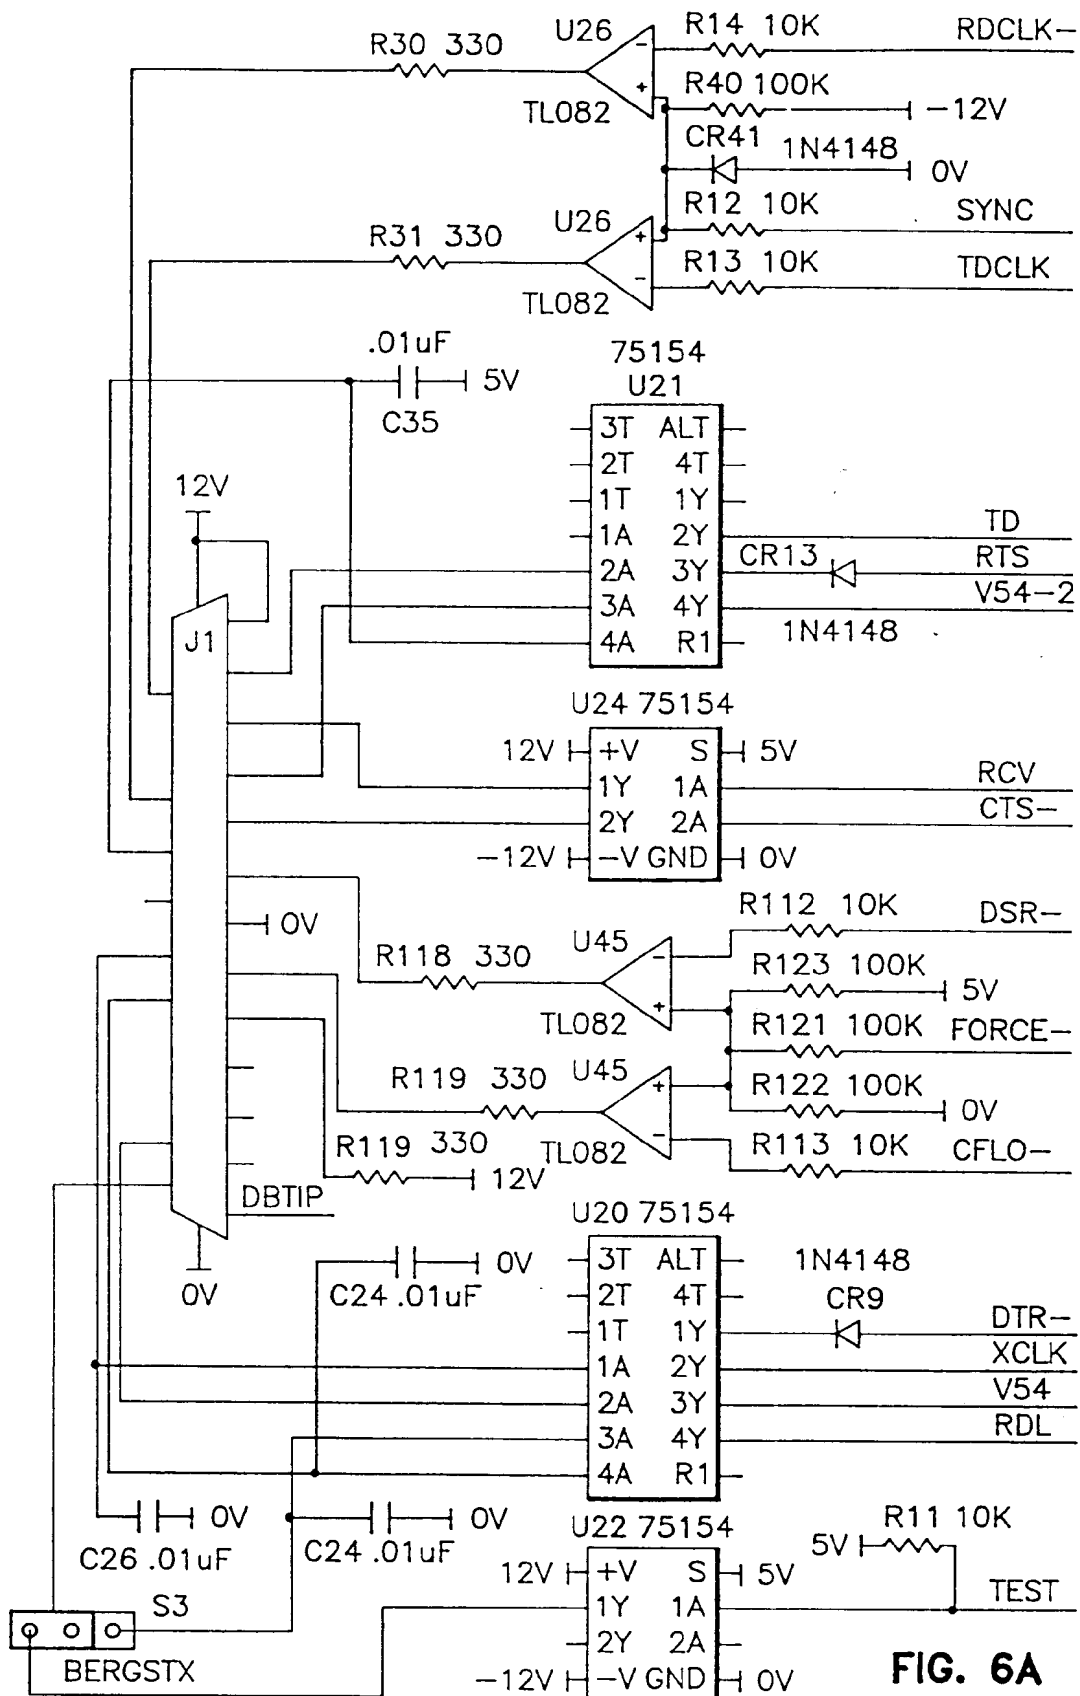 R30 330
U26
R14 10K
RDCLK-
-
+
TL082
R40 100K
-12V
CR41
1N4148
0V
R31 330
U26
R12 10K
SYNC
+
-
TL082
R13 10K
TDCLK
.01uF
5V
C35
75154
U21
3T ALT
2T 4T
1T 1Y
1A 2Y
TD
2A 3Y
CR13
RTS
3A 4Y
V54-2
4A R1
1N4148
12V
J1
U24 75154
12V +V S 5V
1Y 1A
RCV
2Y 2A
CTS-
-12V -V GND 0V
0V
R118 330
U45
R112 10K
DSR-
-
+
TL082
R123 100K
5V
R121 100K
FORCE-
R119 330
U45
R122 100K
0V
+
-
TL082
R113 10K
CFLO-
R119 330
12V
DBTIP
0V
C24 .01uF
0V
U20 75154
3T ALT
2T 4T
1T 1Y
1N4148
CR9
DTR-
1A 2Y
XCLK
2A 3Y
V54
3A 4Y
RDL
4A R1
0V
C26 .01uF
0V
C24 .01uF
U22 75154
12V +V S 5V
1Y 1A
2Y 2A
-12V -V GND 0V
R11 10K
5V
TEST
S3
BERGSTX
FIG. 6A